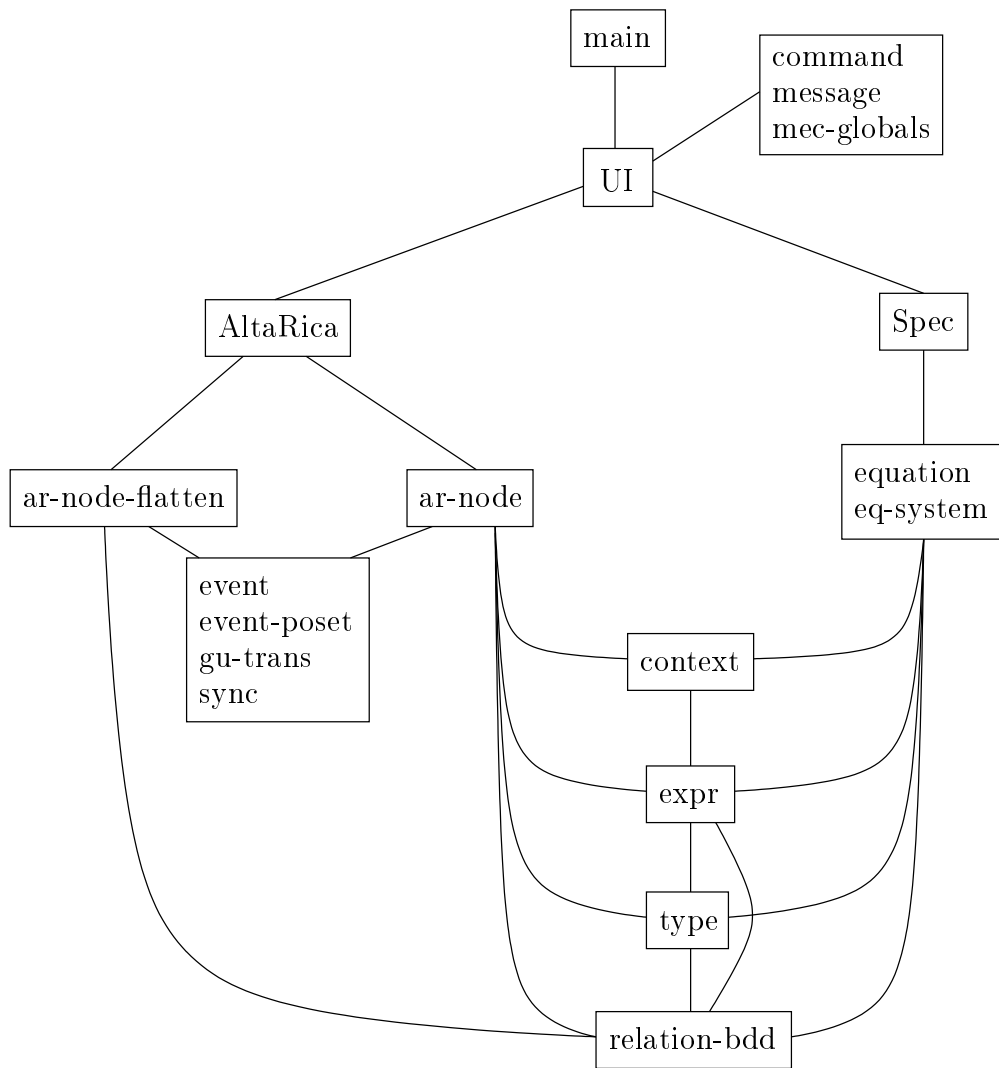 main
command
message
mec-globals
UI
AltaRica
Spec
ar-node-flatten
ar-node
equation
eq-system
event
event-poset
gu-trans
sync
context
expr
type
relation-bdd